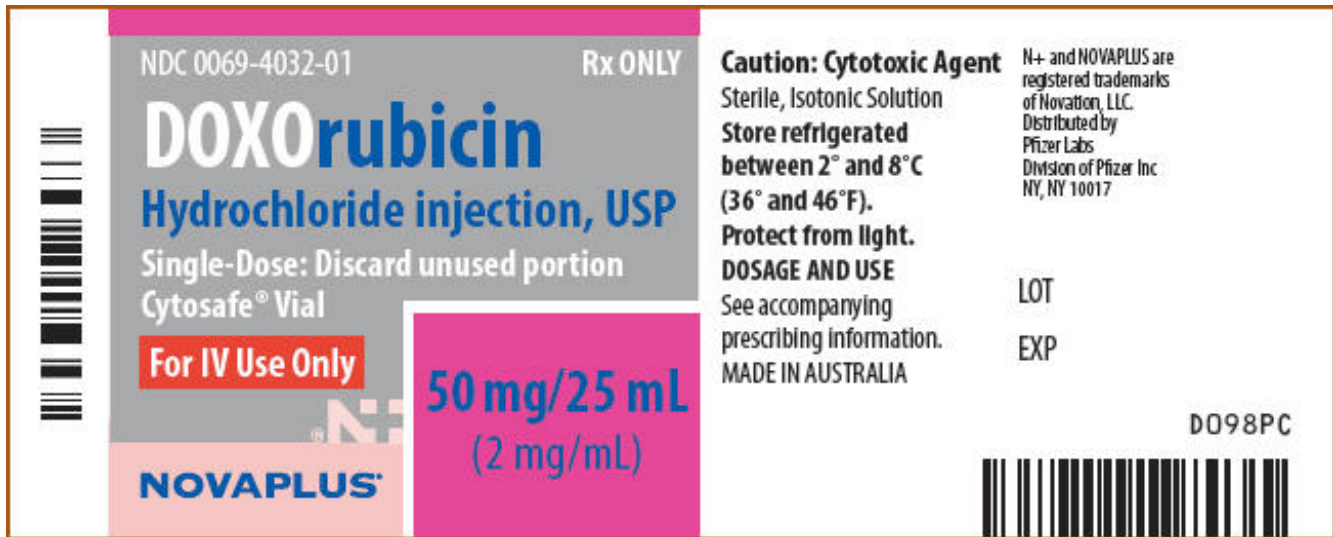 NDC 0069-4032-01 Rx ONLY
DOXOrubicin
Hydrochloride injection, USP
Single-Dose: Discard unused portion
Cytosafe® Vial
For IV Use Only
50 mg/25 mL
(2 mg/mL)
®N+
NOVAPLUS®
Caution: Cytotoxic Agent
Sterile, Isotonic Solution
Store refrigerated
between 2° and 8°C
(36° and 46°F).
Protect from light.
DOSAGE AND USE
See accompanying
prescribing information.
MADE IN AUSTRALIA
N+ and NOVAPLUS are
registered trademarks
of Novation, LLC.
Distributed by
Pfizer Labs
Division of Pfizer Inc
NY, NY 10017
LOT
EXP
D098PC